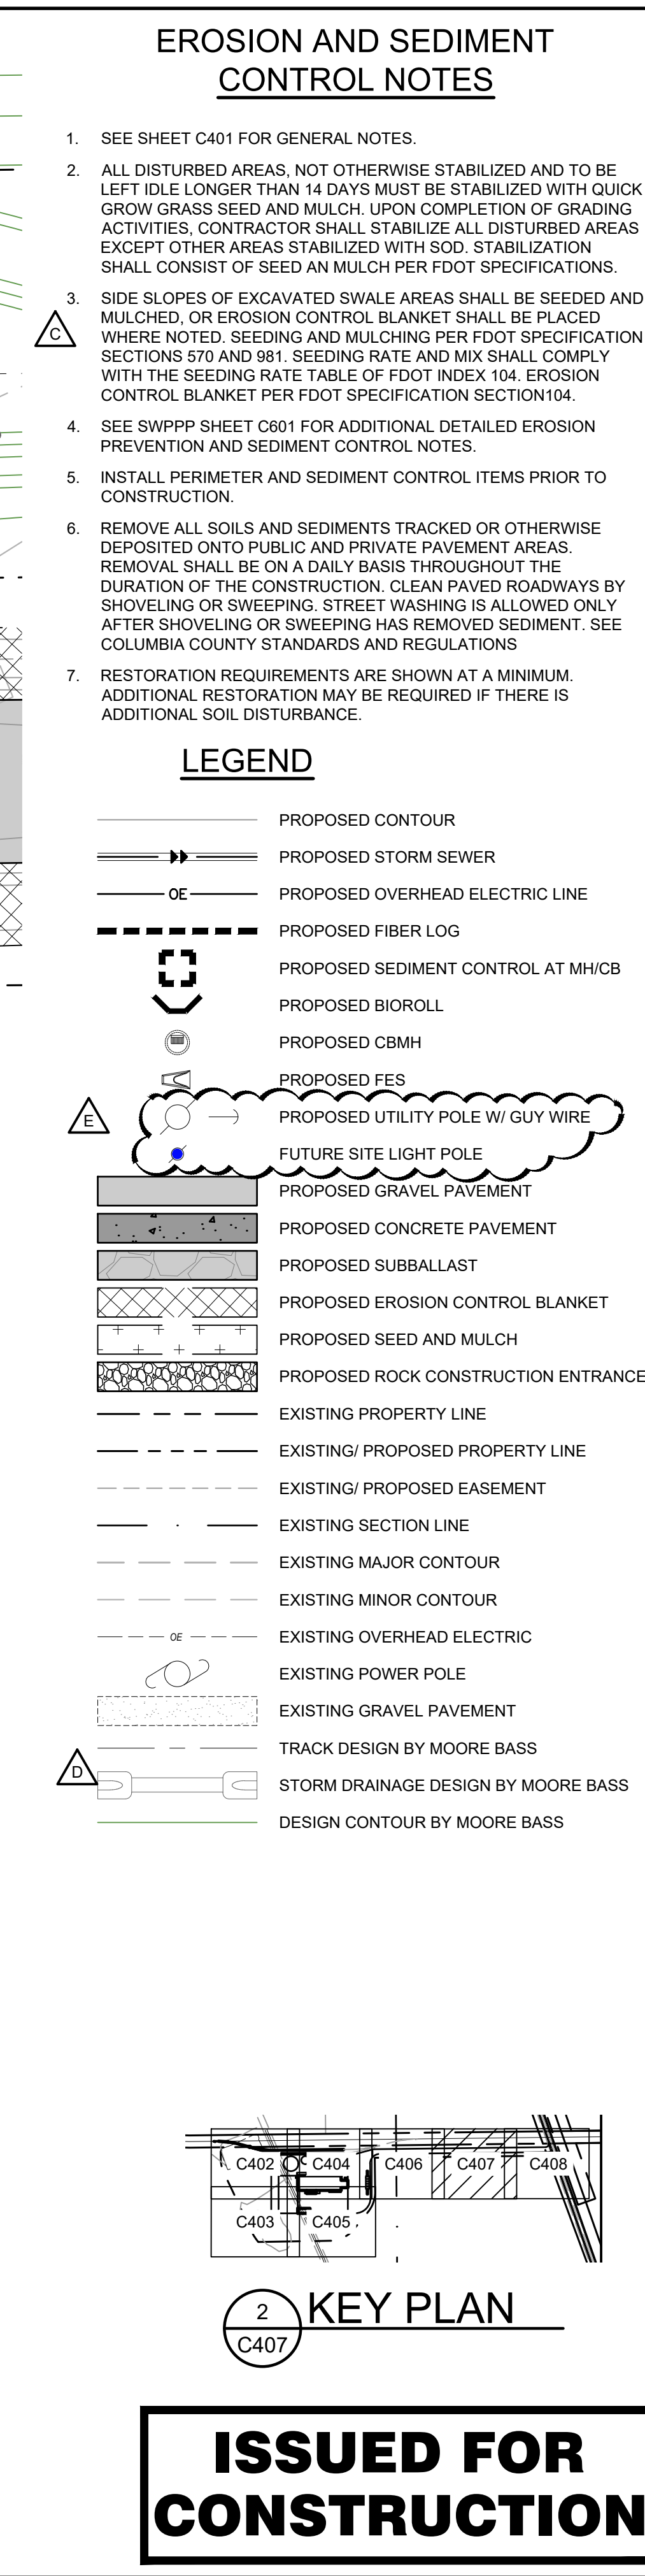 EROSION AND SEDIMENT
CONTROL NOTES
1. SEE SHEET C401 FOR GENERAL NOTES.
2. ALL DISTURBED AREAS, NOT OTHERWISE STABILIZED AND TO BE
LEFT IDLE LONGER THAN 14 DAYS MUST BE STABILIZED WITH QUICK
GROW GRASS SEED AND MULCH. UPON COMPLETION OF GRADING
ACTIVITIES, CONTRACTOR SHALL STABILIZE ALL DISTURBED AREAS
EXCEPT OTHER AREAS STABILIZED WITH SOD. STABILIZATION
SHALL CONSIST OF SEED AN MULCH PER FDOT SPECIFICATIONS.
3. SIDE SLOPES OF EXCAVATED SWALE AREAS SHALL BE SEEDED AND
MULCHED, OR EROSION CONTROL BLANKET SHALL BE PLACED
C
WHERE NOTED. SEEDING AND MULCHING PER FDOT SPECIFICATION
SECTIONS 570 AND 981. SEEDING RATE AND MIX SHALL COMPLY
WITH THE SEEDING RATE TABLE OF FDOT INDEX 104. EROSION
CONTROL BLANKET PER FDOT SPECIFICATION SECTION104.
4. SEE SWPPP SHEET C601 FOR ADDITIONAL DETAILED EROSION
PREVENTION AND SEDIMENT CONTROL NOTES.
5. INSTALL PERIMETER AND SEDIMENT CONTROL ITEMS PRIOR TO
CONSTRUCTION.
6. REMOVE ALL SOILS AND SEDIMENTS TRACKED OR OTHERWISE
DEPOSITED ONTO PUBLIC AND PRIVATE PAVEMENT AREAS.
REMOVAL SHALL BE ON A DAILY BASIS THROUGHOUT THE
DURATION OF THE CONSTRUCTION. CLEAN PAVED ROADWAYS BY
SHOVELING OR SWEEPING. STREET WASHING IS ALLOWED ONLY
AFTER SHOVELING OR SWEEPING HAS REMOVED SEDIMENT. SEE
COLUMBIA COUNTY STANDARDS AND REGULATIONS
7. RESTORATION REQUIREMENTS ARE SHOWN AT A MINIMUM.
ADDITIONAL RESTORATION MAY BE REQUIRED IF THERE IS
ADDITIONAL SOIL DISTURBANCE.
LEGEND
PROPOSED CONTOUR
PROPOSED STORM SEWER
OE PROPOSED OVERHEAD ELECTRIC LINE
PROPOSED FIBER LOG
PROPOSED SEDIMENT CONTROL AT MH/CB
PROPOSED BIOROLL
PROPOSED CBMH
PROPOSED FES
E PROPOSED UTILITY POLE W/ GUY WIRE
FUTURE SITE LIGHT POLE
PROPOSED GRAVEL PAVEMENT
PROPOSED CONCRETE PAVEMENT
PROPOSED SUBBALLAST
PROPOSED EROSION CONTROL BLANKET
PROPOSED SEED AND MULCH
PROPOSED ROCK CONSTRUCTION ENTRANCE
EXISTING PROPERTY LINE
EXISTING/ PROPOSED PROPERTY LINE
EXISTING/ PROPOSED EASEMENT
EXISTING SECTION LINE
EXISTING MAJOR CONTOUR
EXISTING MINOR CONTOUR
OE EXISTING OVERHEAD ELECTRIC
EXISTING POWER POLE
EXISTING GRAVEL PAVEMENT
TRACK DESIGN BY MOORE BASS
D STORM DRAINAGE DESIGN BY MOORE BASS
DESIGN CONTOUR BY MOORE BASS
C402 C404 C406 C407 C408
C403 C405
2 KEY PLAN
C407
ISSUED FOR
CONSTRUCTION